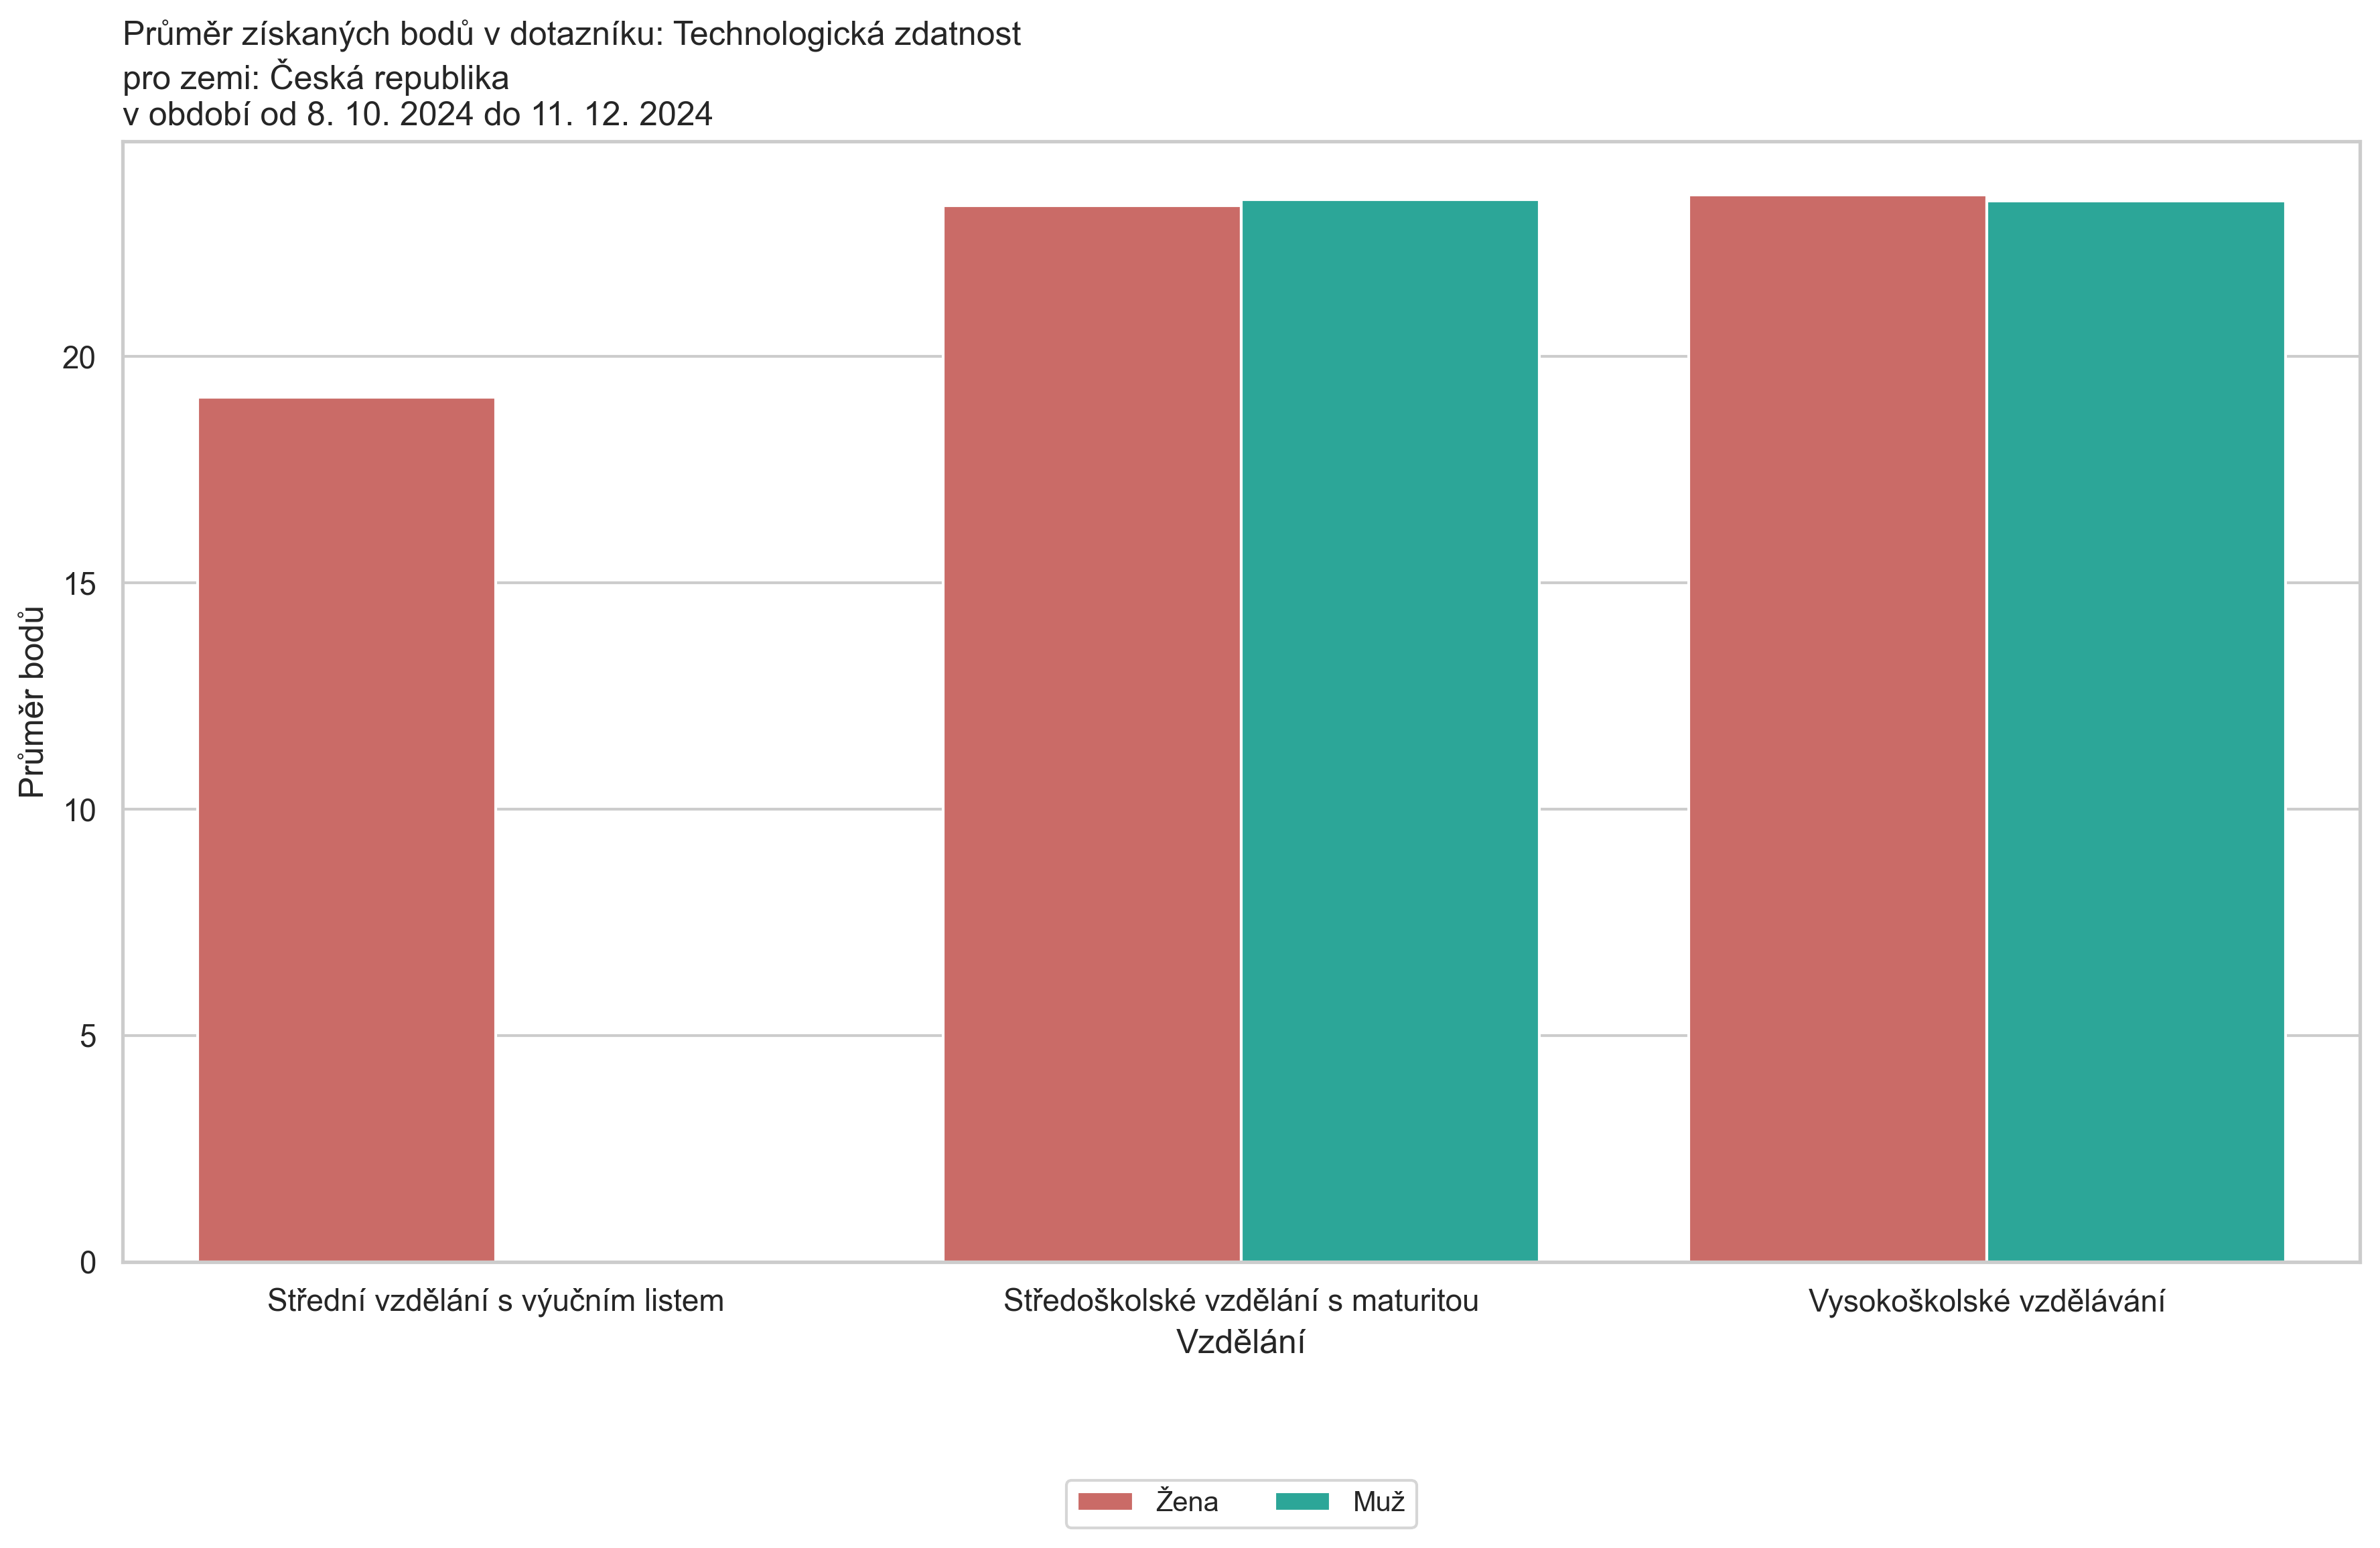 Průměr získaných bodů v dotazníku: Technologická zdatnost
pro zemi: Česká republika
v období od 8. 10. 2024 do 11. 12. 2024
20
15
10
5
0
Průměr bodů
Střední vzdělání s výučním listem
Středoškolské vzdělání s maturitou
Vysokoškolské vzdělávání
Vzdělání
Žena
Muž